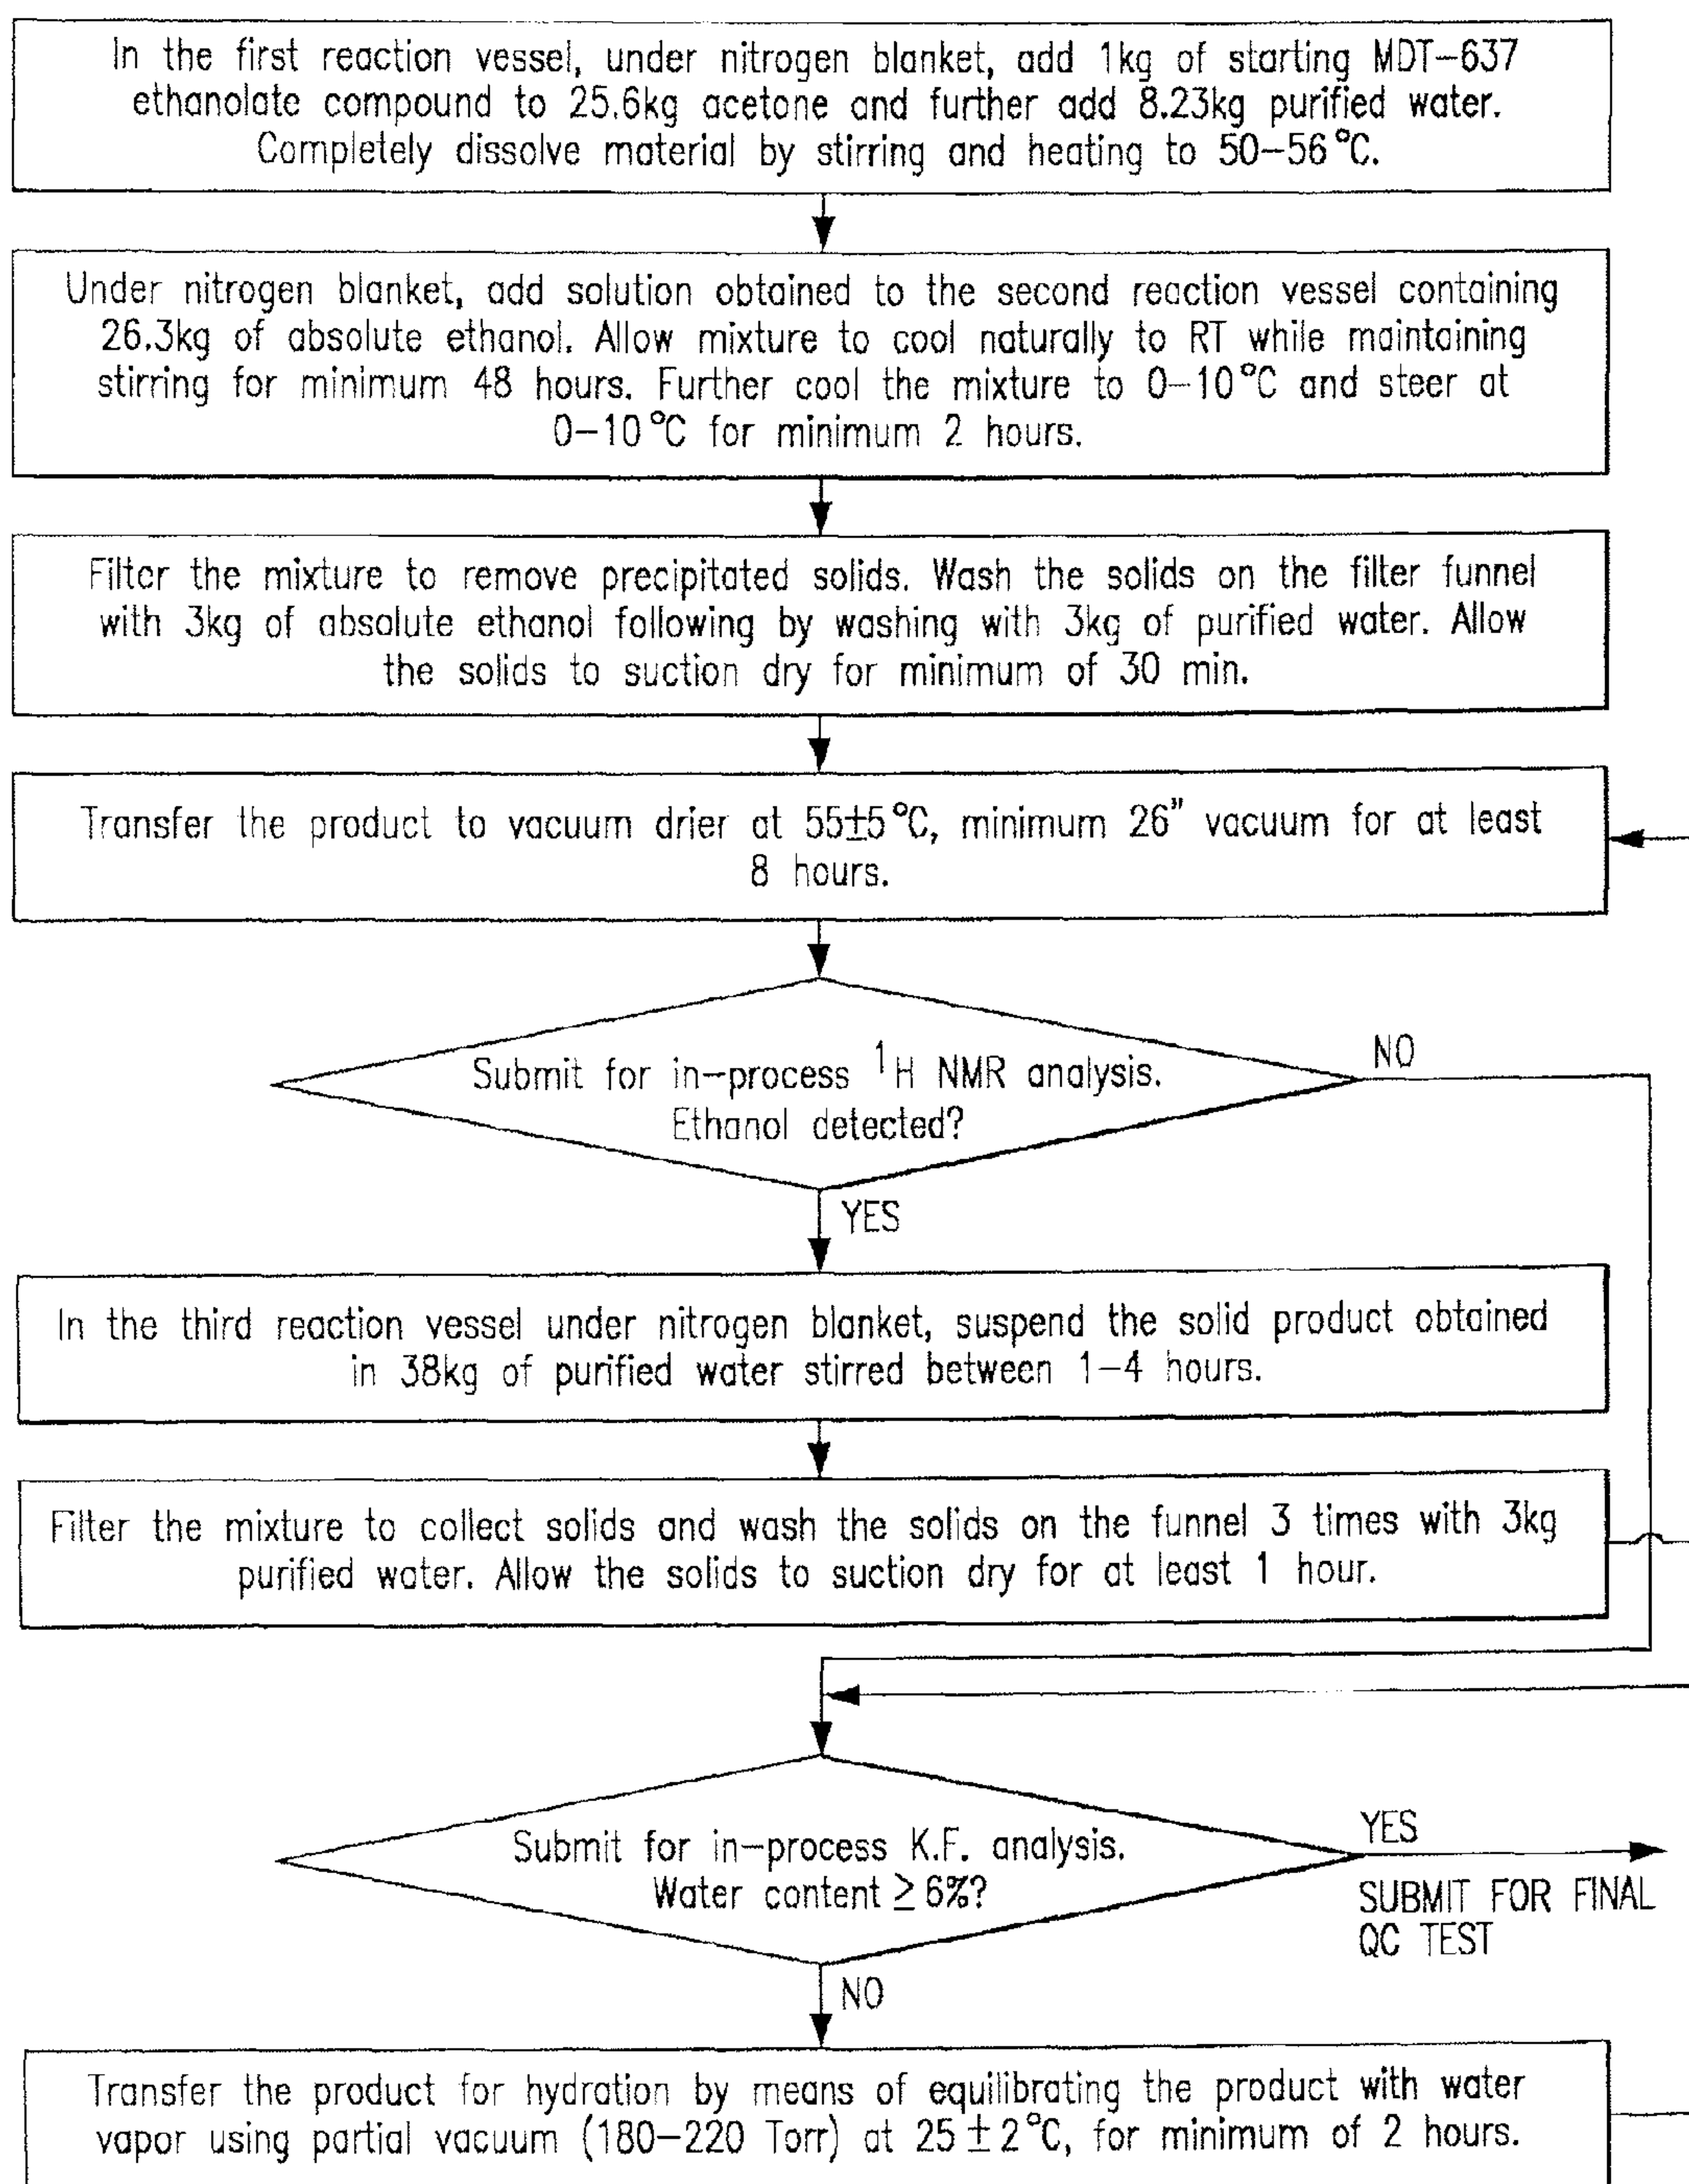 In the first reaction vessel, under nitrogen blanket, add 1kg of starting MDT-637
ethanolate compound to 25.6kg acetone and further add 8.23kg purified water.
Completely dissolve material by stirring and heating to 50-56°C.
Under nitrogen blanket, add solution obtained to the second reaction vessel containing
26.3kg of absolute ethanol. Allow mixture to cool naturally to RT while maintaining
stirring for minimum 48 hours. Further cool the mixture to 0-10°C and steer at
0-10°C for minimum 2 hours.
Filter the mixture to remove precipitated solids. Wash the solids on the filter funnel
with 3kg of absolute ethanol following by washing with 3kg of purified water. Allow
the solids to suction dry for minimum of 30 min.
Transfer the product to vacuum drier at 55±5°C, minimum 26" vacuum for at least
8 hours.
Submit for in-process ¹H NMR analysis.
Ethanol detected?
NO
YES
In the third reaction vessel under nitrogen blanket, suspend the solid product obtained
in 38kg of purified water stirred between 1-4 hours.
Filter the mixture to collect solids and wash the solids on the funnel 3 times with 3kg
purified water. Allow the solids to suction dry for at least 1 hour.
Submit for in-process K.F. analysis.
Water content ≥ 6%?
YES
SUBMIT FOR FINAL
QC TEST
NO
Transfer the product for hydration by means of equilibrating the product with water
vapor using partial vacuum (180-220 Torr) at 25±2°C, for minimum of 2 hours.